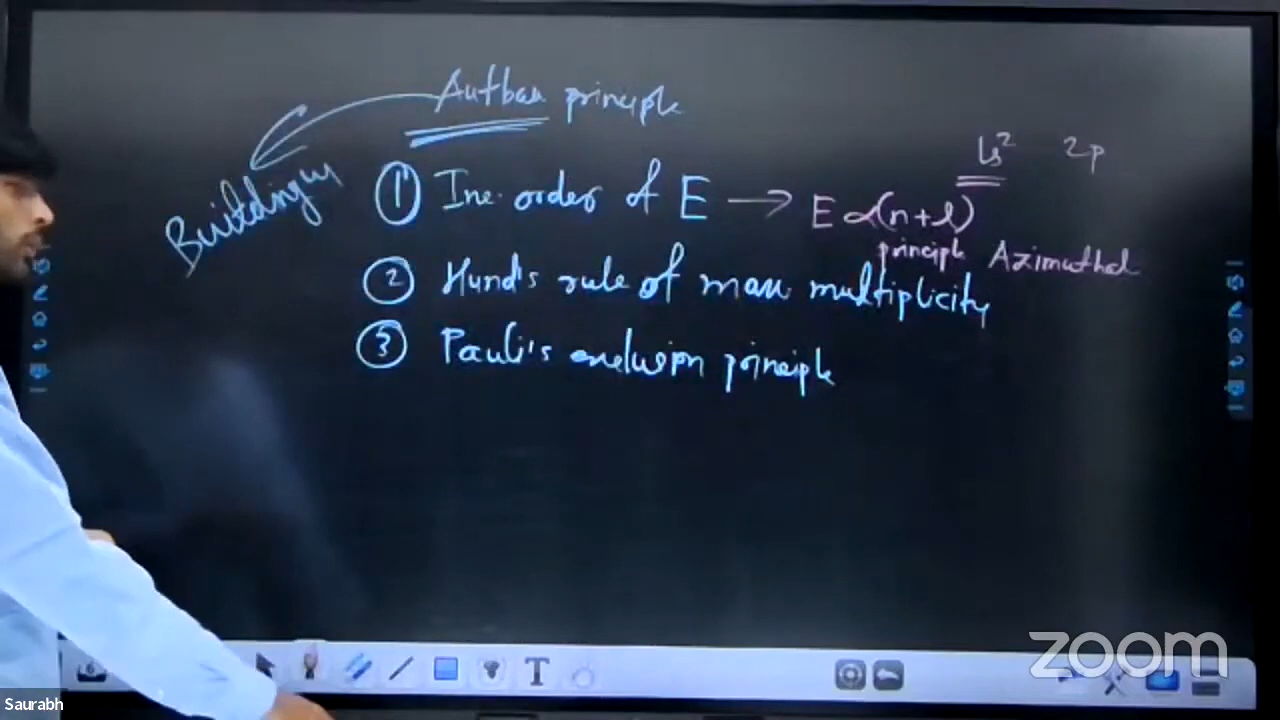 Aufbau principle
Building up
① Inc. order of E → E ∝ (n+l)
1s² 2p
principle Azimuthal
② Hund's rule of max multiplicity
③ Pauli's exclusion principle
T
zoom
Saurabh